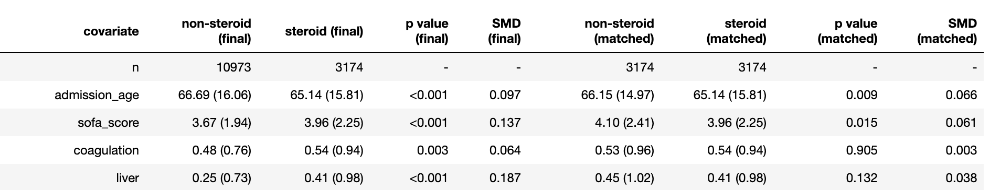 covariate non-steroid (final) steroid (final) p value (final) SMD (final) non-steroid (matched) steroid (matched) p value (matched) SMD (matched)
n 10973 3174 - - 3174 3174 - -
admission_age 66.69 (16.06) 65.14 (15.81) <0.001 0.097 66.15 (14.97) 65.14 (15.81) 0.009 0.066
sofa_score 3.67 (1.94) 3.96 (2.25) <0.001 0.137 4.10 (2.41) 3.96 (2.25) 0.015 0.061
coagulation 0.48 (0.76) 0.54 (0.94) 0.003 0.064 0.53 (0.96) 0.54 (0.94) 0.905 0.003
liver 0.25 (0.73) 0.41 (0.98) <0.001 0.187 0.45 (1.02) 0.41 (0.98) 0.132 0.038